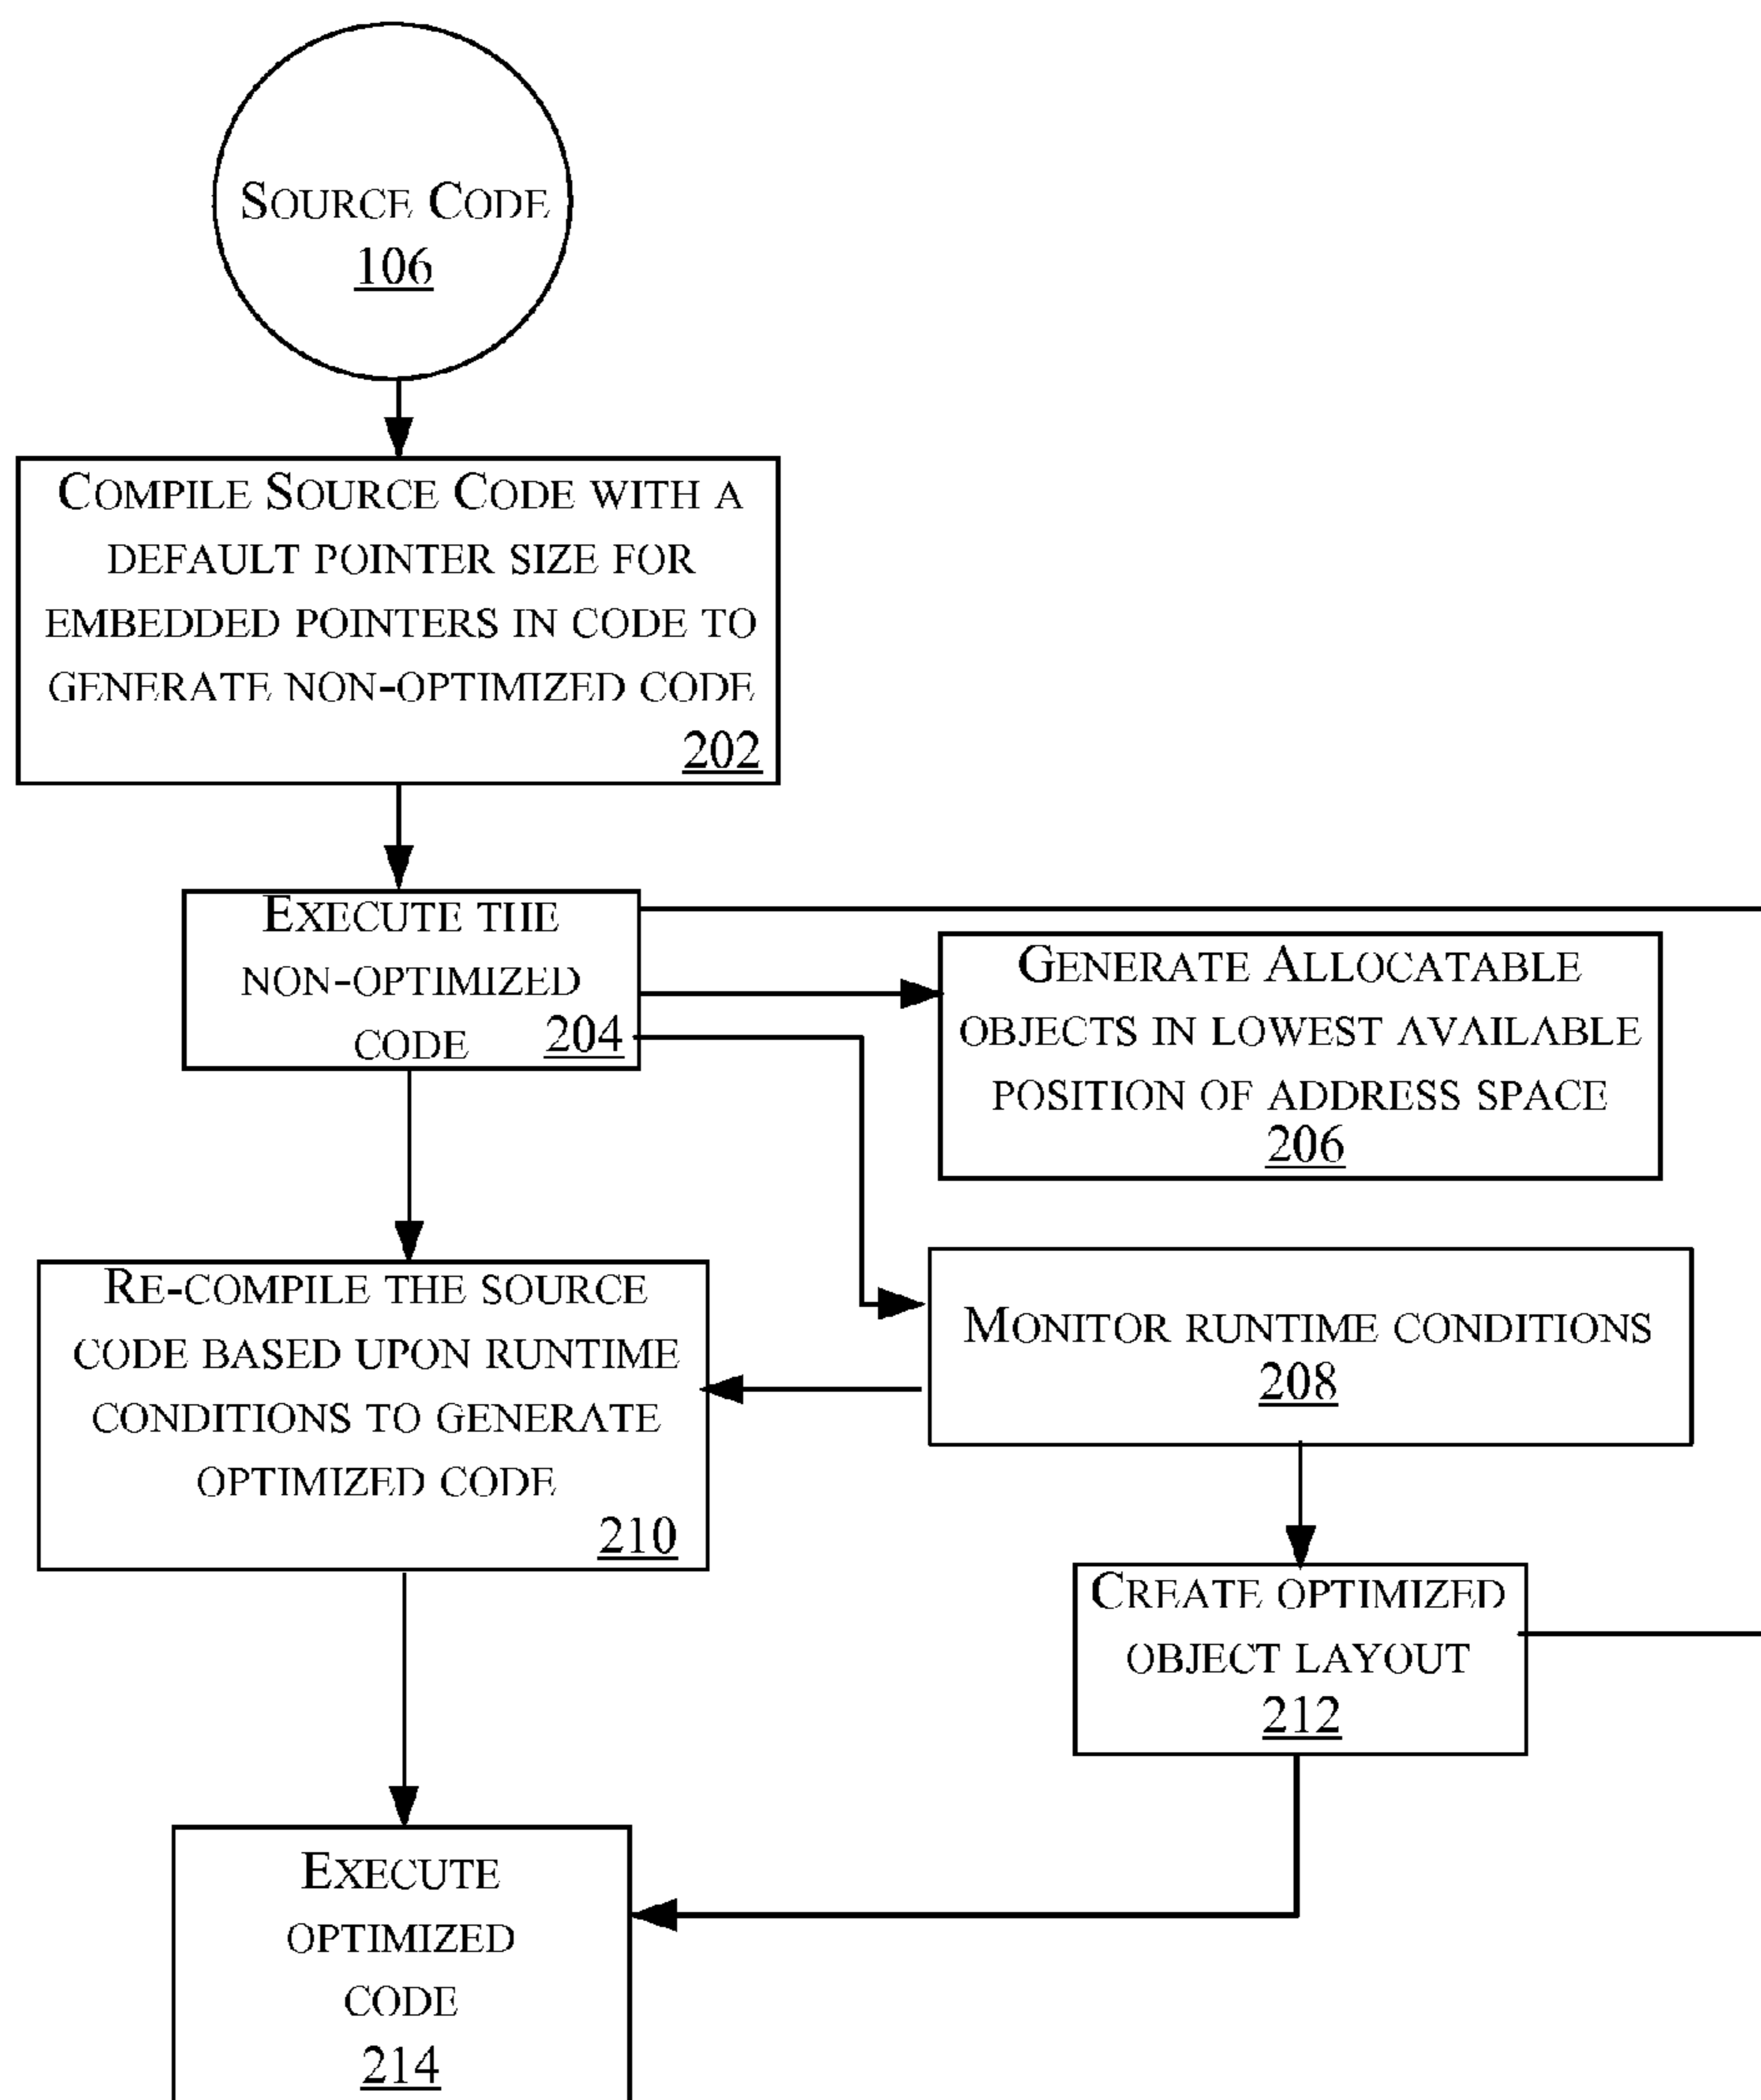 SOURCE CODE
106
COMPILE SOURCE CODE WITH A
DEFAULT POINTER SIZE FOR
EMBEDDED POINTERS IN CODE TO
GENERATE NON-OPTIMIZED CODE
202
EXECUTE THE
NON-OPTIMIZED
CODE 204
GENERATE ALLOCATABLE
OBJECTS IN LOWEST AVAILABLE
POSITION OF ADDRESS SPACE
206
RE-COMPILE THE SOURCE
CODE BASED UPON RUNTIME
CONDITIONS TO GENERATE
OPTIMIZED CODE
210
MONITOR RUNTIME CONDITIONS
208
CREATE OPTIMIZED
OBJECT LAYOUT
212
EXECUTE
OPTIMIZED
CODE
214